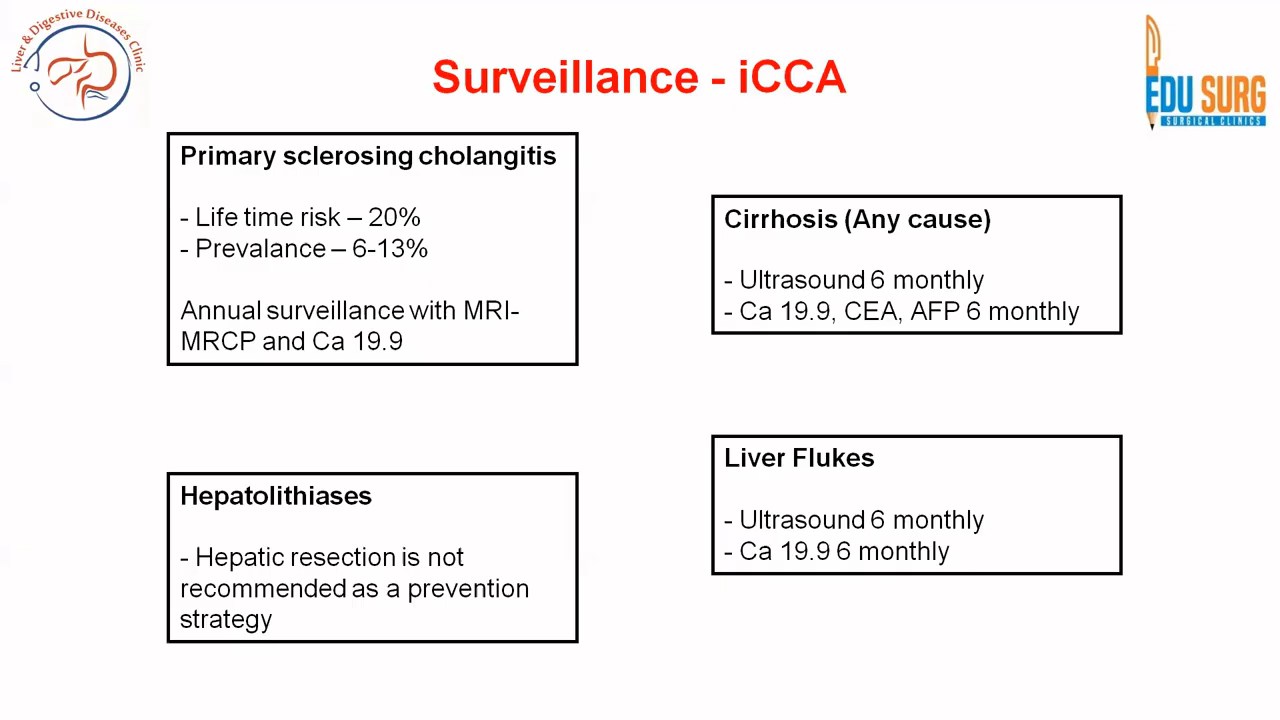 Liver & Digestive Diseases Clinic
EDU SURG
SURGICAL CLINICS
Surveillance - iCCA
Primary sclerosing cholangitis
- Life time risk – 20%
- Prevalance – 6-13%
Annual surveillance with MRI-
MRCP and Ca 19.9
Cirrhosis (Any cause)
- Ultrasound 6 monthly
- Ca 19.9, CEA, AFP 6 monthly
Hepatolithiases
- Hepatic resection is not
recommended as a prevention
strategy
Liver Flukes
- Ultrasound 6 monthly
- Ca 19.9 6 monthly